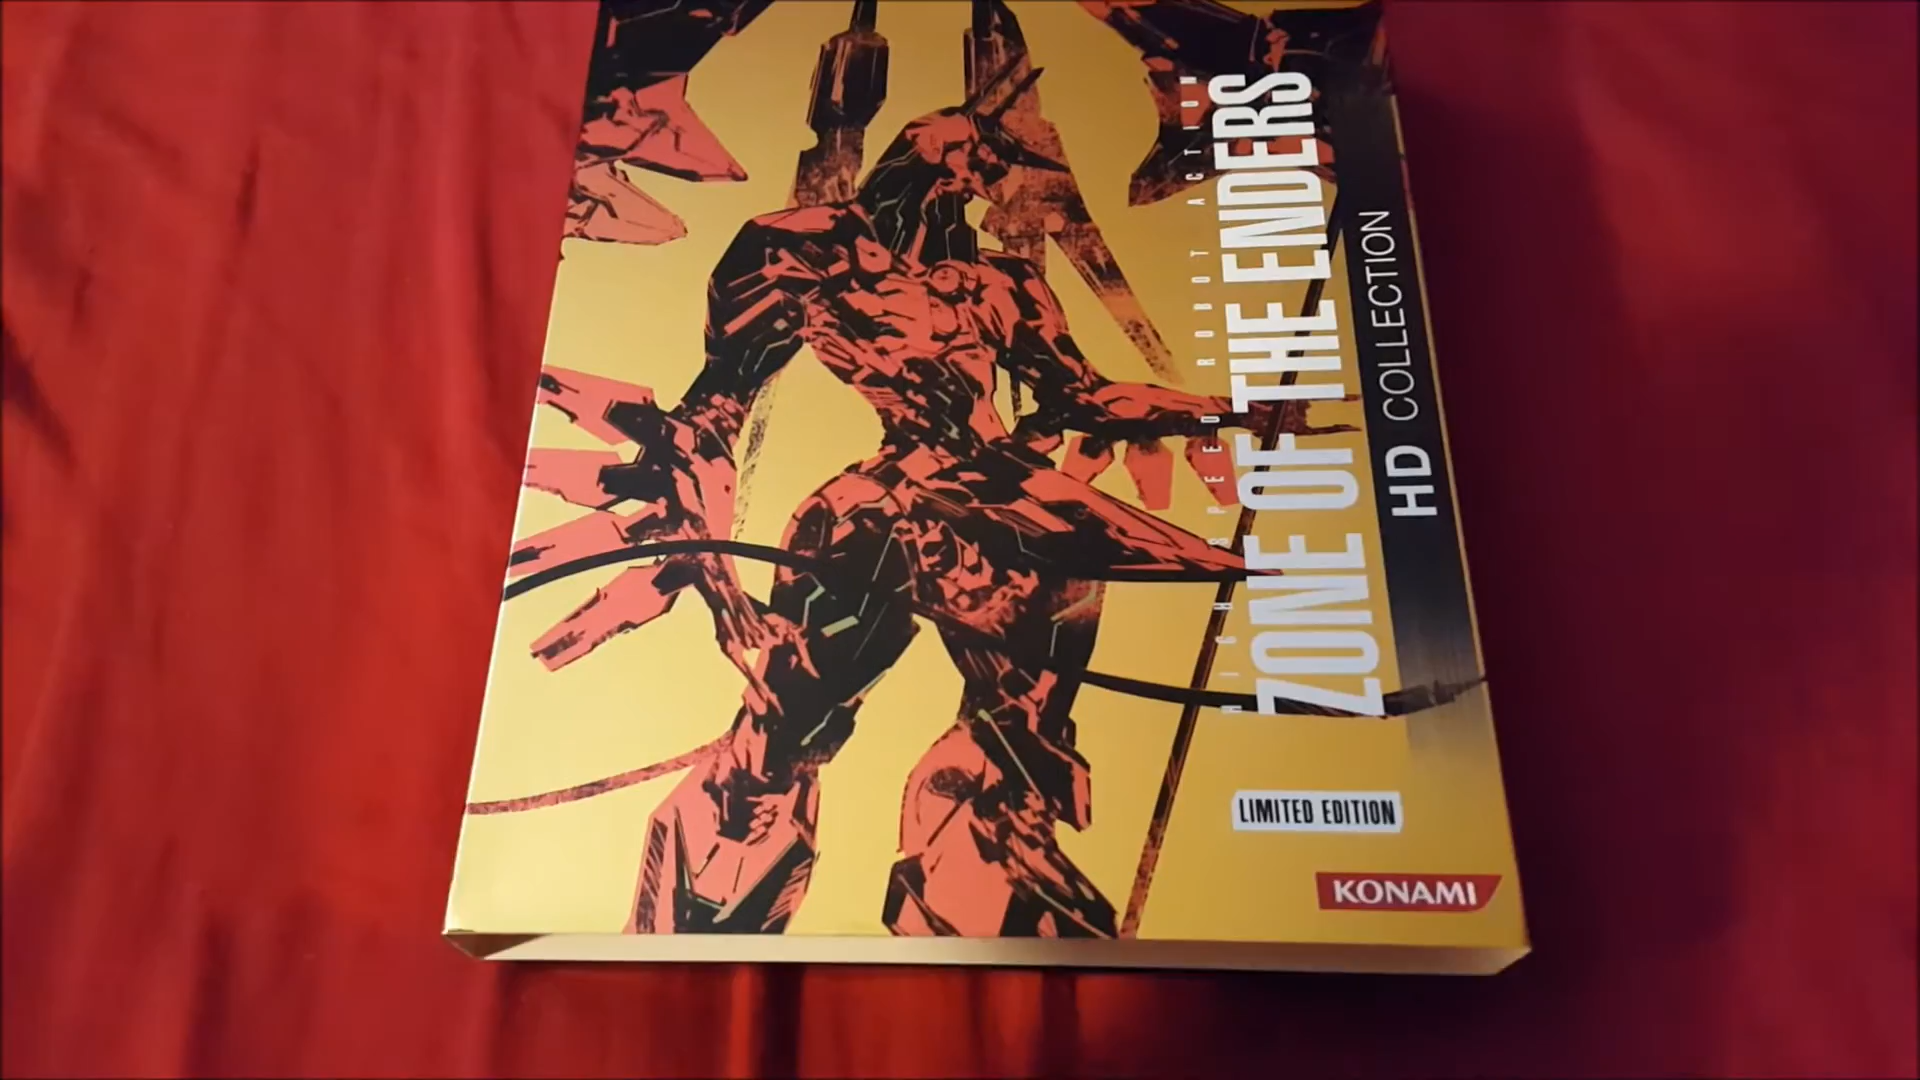 HIGH SPEED ROBOT ACTION
ZONE OF THE ENDERS
HD COLLECTION
LIMITED EDITION
KONAMI